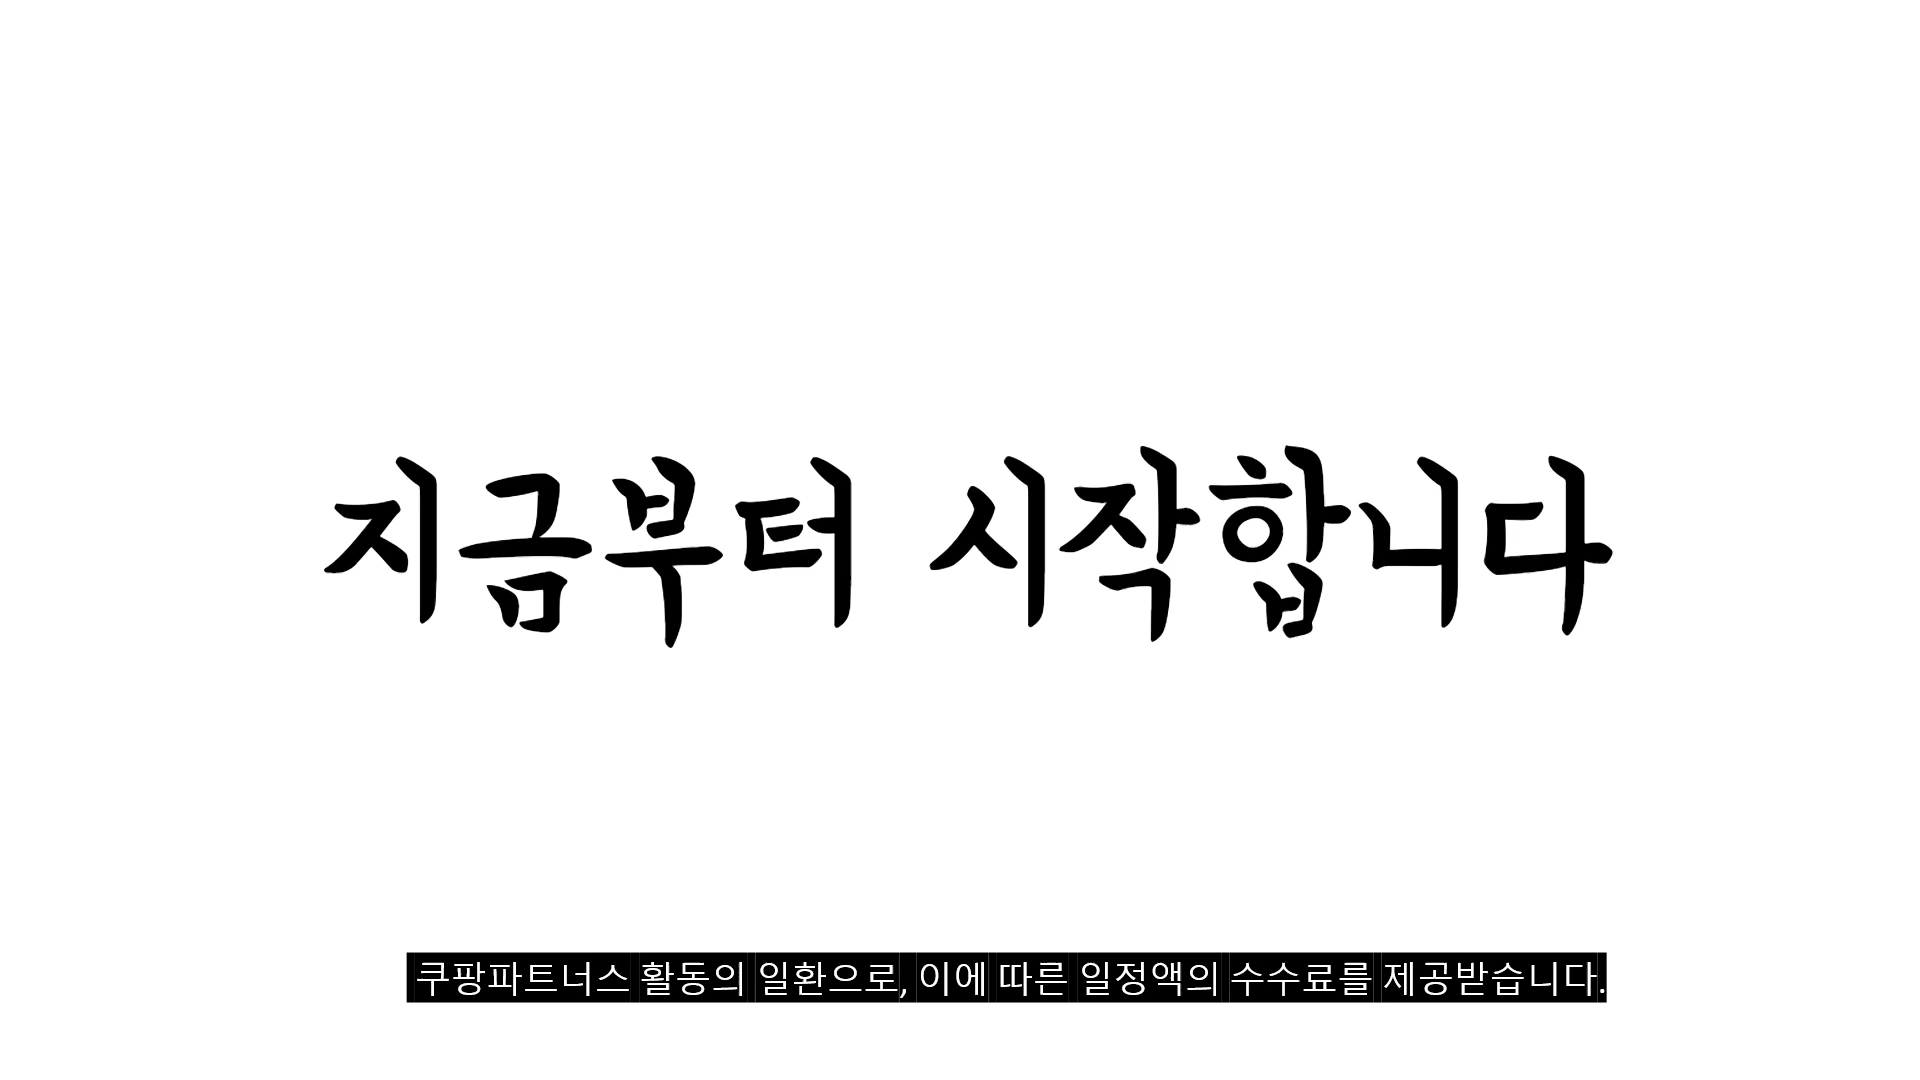 지금부터 시작합니다
쿠팡파트너스 활동의 일환으로, 이에 따른 일정액의 수수료를 제공받습니다.